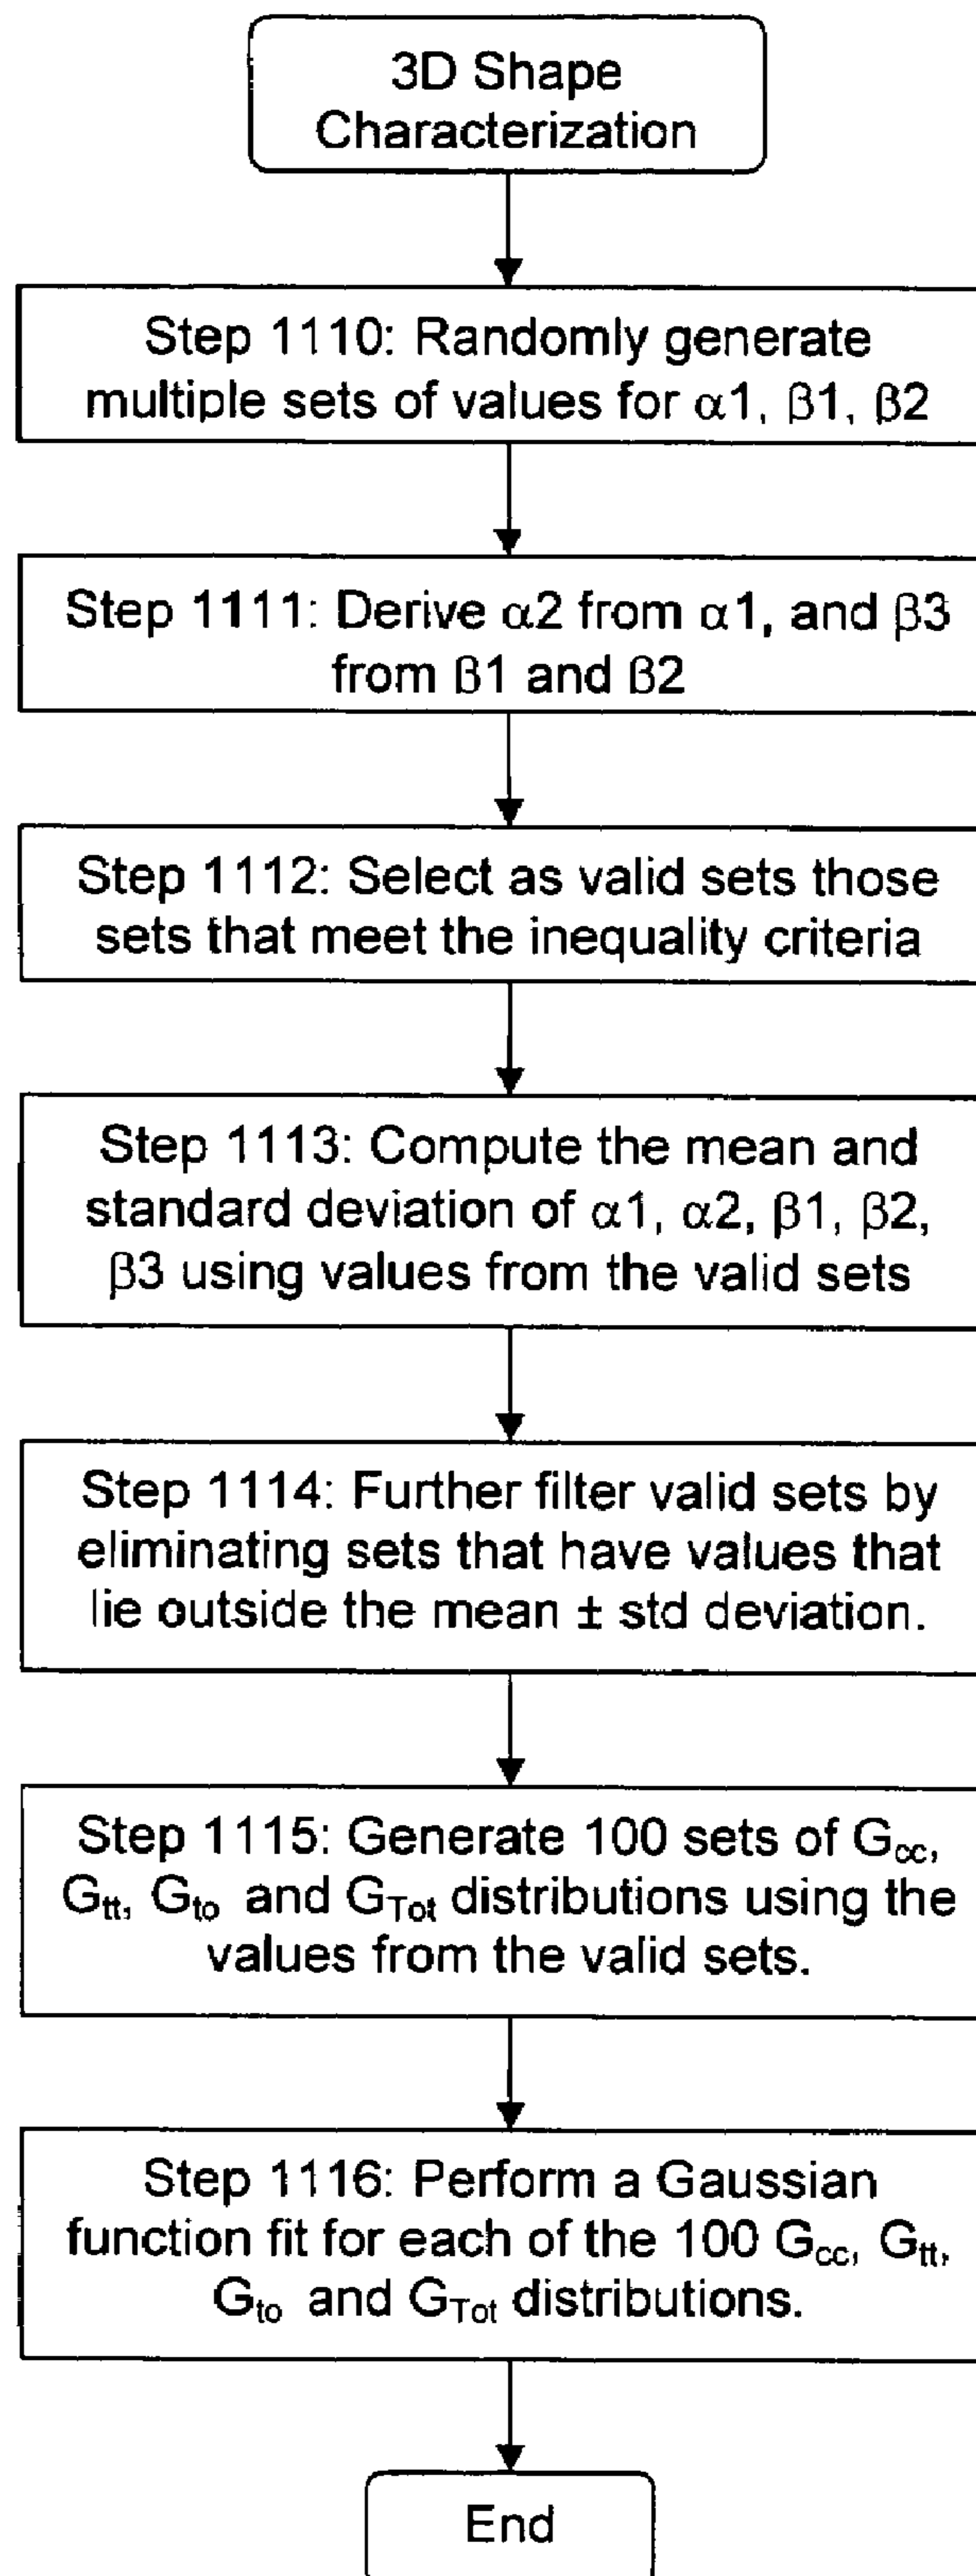 3D Shape
Characterization
Step 1110: Randomly generate
multiple sets of values for α1, β1, β2
Step 1111: Derive α2 from α1, and β3
from β1 and β2
Step 1112: Select as valid sets those
sets that meet the inequality criteria
Step 1113: Compute the mean and
standard deviation of α1, α2, β1, β2,
β3 using values from the valid sets
Step 1114: Further filter valid sets by
eliminating sets that have values that
lie outside the mean ± std deviation.
Step 1115: Generate 100 sets of Gcc,
Gtt, Gto and GTot distributions using the
values from the valid sets.
Step 1116: Perform a Gaussian
function fit for each of the 100 Gcc, Gtt,
Gto and GTot distributions.
End